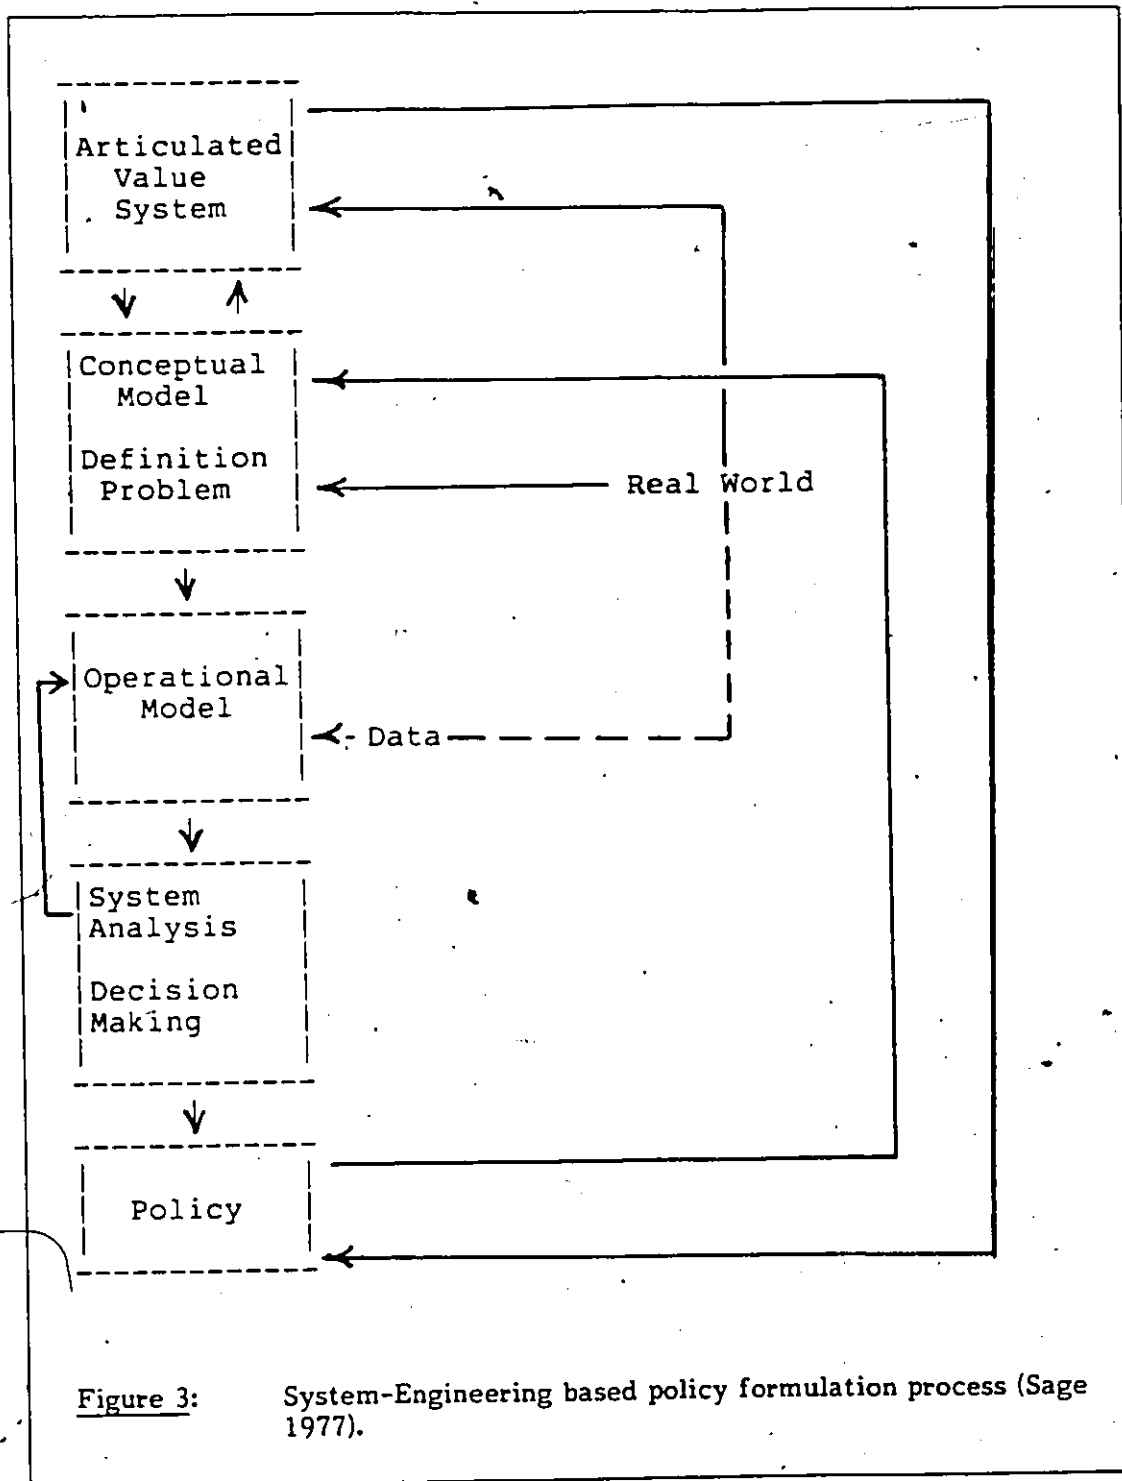 Articulated
Value
System
Conceptual
Model
Definition
Problem
Real World
Operational
Model
Data
System
Analysis
Decision
Making
Policy
Figure 3: System-Engineering based policy formulation process (Sage
1977).